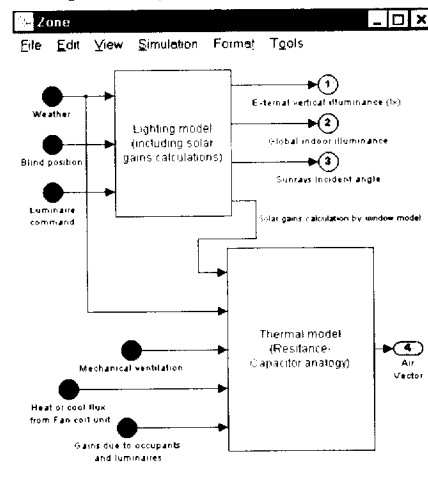 Zone
File Edit View Simulation Format Tools
Weather
Blind position
Luminaire
command
Lighting model
(including solar
gains calculations)
1
External vertical illuminance (lx)
2
Global indoor illuminance
3
Sunrays Incident angle
Solar gains calculation by window model
Mechanical ventilation
Heat or cool flux
from Fan coil unit
Gains due to occupants
and luminaires
Thermal model
(Resitance-
Capacitor analogy)
4
Air
Vector